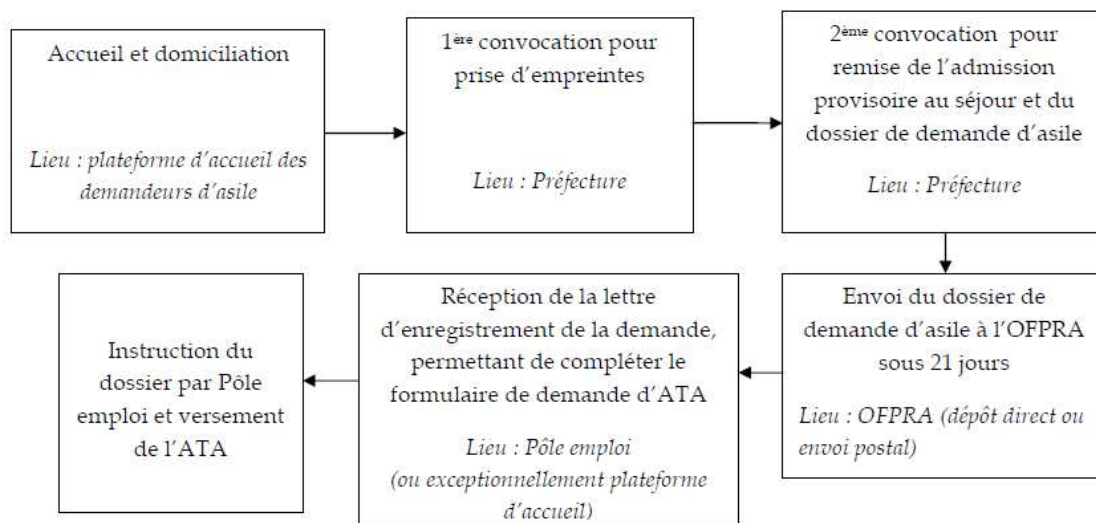 Accueil et domiciliation
Lieu : plateforme d’accueil des
demandeurs d’asile
1ère convocation pour
prise d’empreintes
Lieu : Préfecture
2ème convocation pour
remise de l’admission
provisoire au séjour et du
dossier de demande d’asile
Lieu : Préfecture
Envoi du dossier de
demande d’asile à l’OFPRA
sous 21 jours
Lieu : OFPRA (dépôt direct ou
envoi postal)
Réception de la lettre
d’enregistrement de la demande,
permettant de compléter le
formulaire de demande d’ATA
Lieu : Pôle emploi
(ou exceptionnellement plateforme
d’accueil)
Instruction du
dossier par Pôle
emploi et versement
de l’ATA